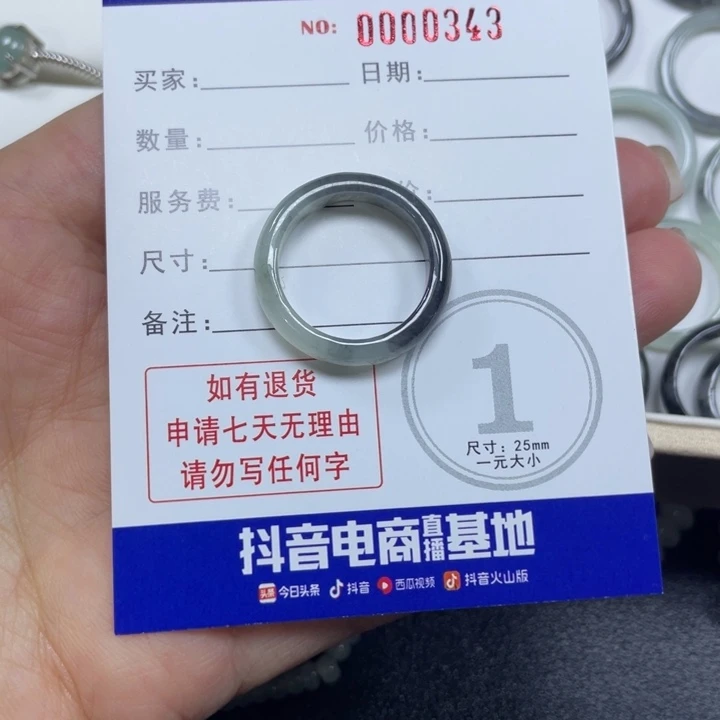 NO: 0000343
买家: 日期:
数量: 价格:
服务费: 价:
尺寸:
备注:
如有退货
申请七天无理由
请勿写任何字
1
尺寸: 25mm
一元大小
抖音电商直播基地
头条 今日头条 抖音 西瓜视频 抖音火山版